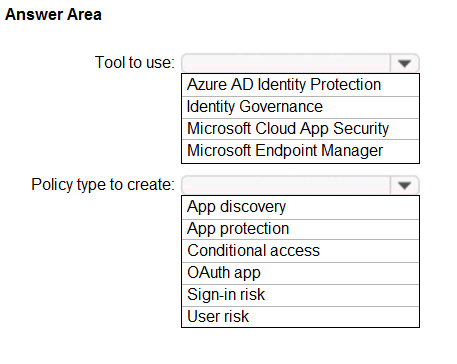 Answer Area
Tool to use:
Azure AD Identity Protection
Identity Governance
Microsoft Cloud App Security
Microsoft Endpoint Manager
Policy type to create:
App discovery
App protection
Conditional access
OAuth app
Sign-in risk
User risk